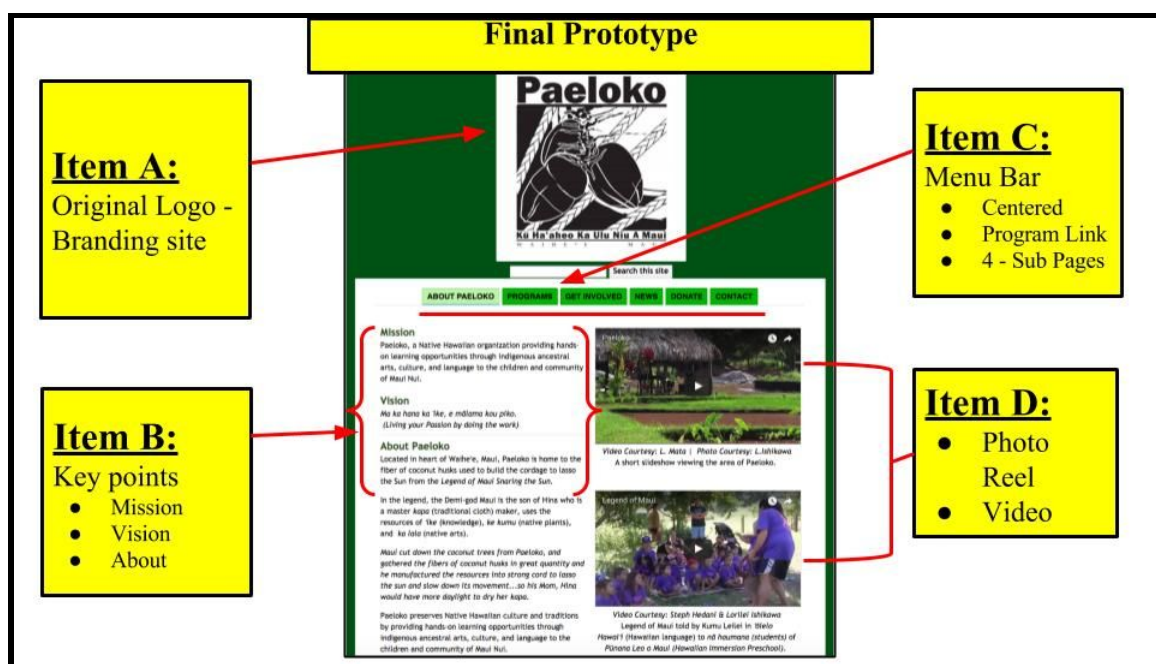 Final Prototype
Item A:
Original Logo -
Branding site
Item B:
Key points
● Mission
● Vision
● About
Paeloko
Kū Ha'aheo Ka Ulu Niu A Maui
WAIHE'E MAUI
Search this site
ABOUT PAELOKO PROGRAMS GET INVOLVED NEWS DONATE CONTACT
Mission
Paeloko, a Native Hawaiian organization providing hands-
on learning opportunities through indigenous ancestral
arts, culture, and language to the children and community
of Maui Nui.
Vision
Ma ka hana ka 'ike, e mālama kou piko.
(Living your Passion by doing the work)
About Paeloko
Located in heart of Waihe'e, Maui, Paeloko is home to the
fiber of coconut husks used to build the cordage to lasso
the Sun from the Legend of Maui Snaring the Sun.
In the legend, the Demi-god Maui is the son of Hina who is
a master kapa (traditional cloth) maker, uses the
resources of 'ike (knowledge), ke kumu (native plants),
and ka lala (native arts).
Maui cut down the coconut trees from Paeloko, and
gathered the fibers of coconut husks in great quantity and
he manufactured the resources into strong cord to lasso
the sun and slow down its movement...so his Mom, Hina
would have more daylight to dry her kapa.
Paeloko preserves Native Hawaiian culture and traditions
by providing hands-on learning opportunities through
indigenous ancestral arts, culture, and language to the
children and community of Maui Nui.
Paeloko
Video Courtesy: L. Mata | Photo Courtesy: L.Ishikawa
A short slideshow viewing the area of Paeloko.
Legend of Maui
Video Courtesy: Steph Hedani & Lorilei Ishikawa
Legend of Maui told by Kumu Leilei in 'ōlelo
Hawai'i (Hawaiian language) to nā haumana (students) of
Pūnana Leo o Maui (Hawaiian Immersion Preschool).
Item C:
Menu Bar
● Centered
● Program Link
● 4 - Sub Pages
Item D:
● Photo
Reel
● Video